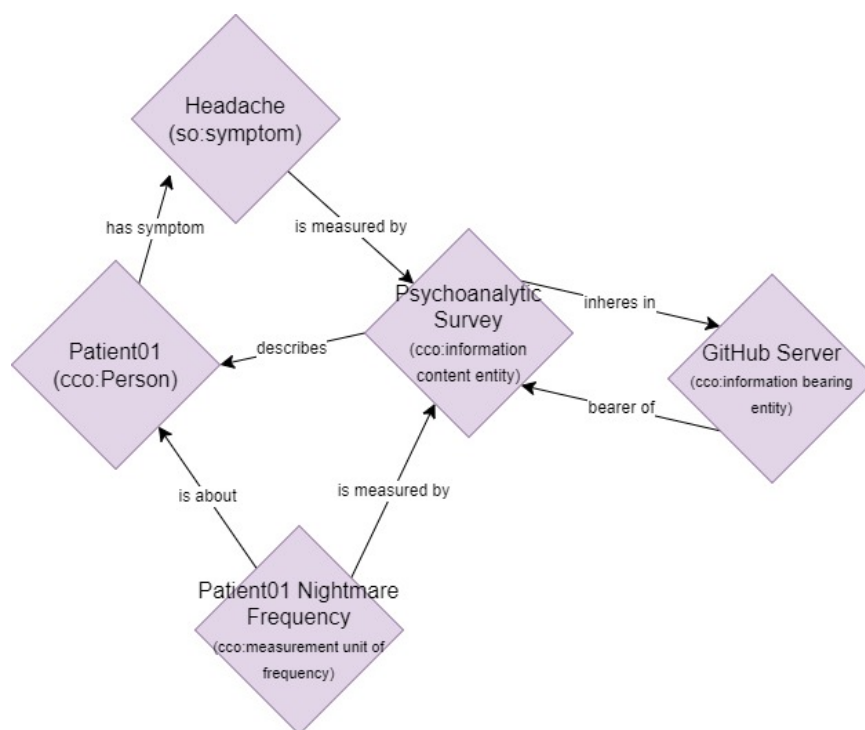 Headache
(so:symptom)
has symptom
is measured by
Psychoanalytic
Survey
(cco:information
content entity)
inheres in
GitHub Server
(cco:information bearing
entity)
Patient01
(cco:Person)
describes
bearer of
is about
is measured by
Patient01 Nightmare
Frequency
(cco:measurement unit of
frequency)